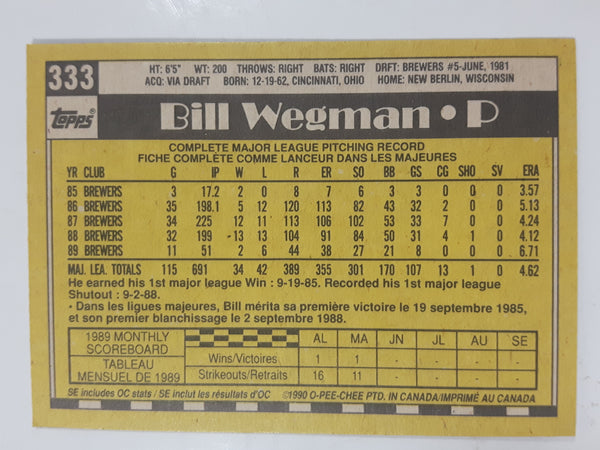 333
HT: 6'5" WT: 200 THROWS: RIGHT BATS: RIGHT DRFT: BREWERS #5-JUNE, 1981
ACQ: VIA DRAFT BORN: 12-19-62, CINCINNATI, OHIO HOME: NEW BERLIN, WISCONSIN
Topps®
Bill Wegman • P
COMPLETE MAJOR LEAGUE PITCHING RECORD
FICHE COMPLÈTE COMME LANCEUR DANS LES MAJEURES
YR CLUB G IP W L R ER SO BB GS CG SHO SV ERA
85 BREWERS 3 17.2 2 0 8 7 6 3 3 0 0 0 3.57
86 BREWERS 35 198.1 5 12 120 113 82 43 32 2 0 0 5.13
87 BREWERS 34 225 12 11 113 106 102 53 33 7 0 0 4.24
88 BREWERS 32 199 13 13 104 91 84 50 31 4 1 0 4.12
89 BREWERS 11 51 2 6 44 38 27 21 8 0 0 0 6.71
MAJ. LEA. TOTALS 115 691 34 42 389 355 301 170 107 13 1 0 4.62
He earned his 1st major league Win : 9-19-85. Recorded his 1st major league
Shutout : 9-2-88.
• Dans les ligues majeures, Bill mérita sa première victoire le 19 septembre 1985,
et son premier blanchissage le 2 septembre 1988.
1989 MONTHLY
SCOREBOARD
TABLEAU
MENSUEL DE 1989
AL MA JN JL AU SE
Wins/Victoires 1 1 - - - -
Strikeouts/Retraits 16 11 - - - -
SE includes OC stats / SE inclut les résultats d'OC ©1990 O-PEE-CHEE PTD. IN CANADA/IMPRIMÉ AU CANADA